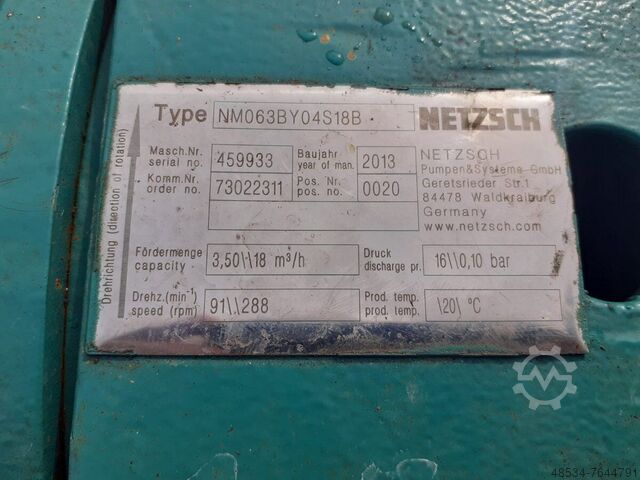 Type NM063BY04S18B NETZSCH
Drehrichtung (direction of rotation)
Masch.Nr. serial no. 459933 Baujahr year of man. 2013
Komm.Nr. order no. 73022311 Pos. Nr. pos. no. 0020
NETZSCH
Pumpen&Systeme GmbH
Geretsrieder Str.1
84478 Waldkraiburg
Germany
www.netzsch.com
Fördermenge capacity 3,50\\18 m³/h Druck discharge pr. 16\\0,10 bar
Drehz.(min⁻¹) speed (rpm) 91\\288 Prod. temp. prod. temp. \20\ °C
48534-7644791